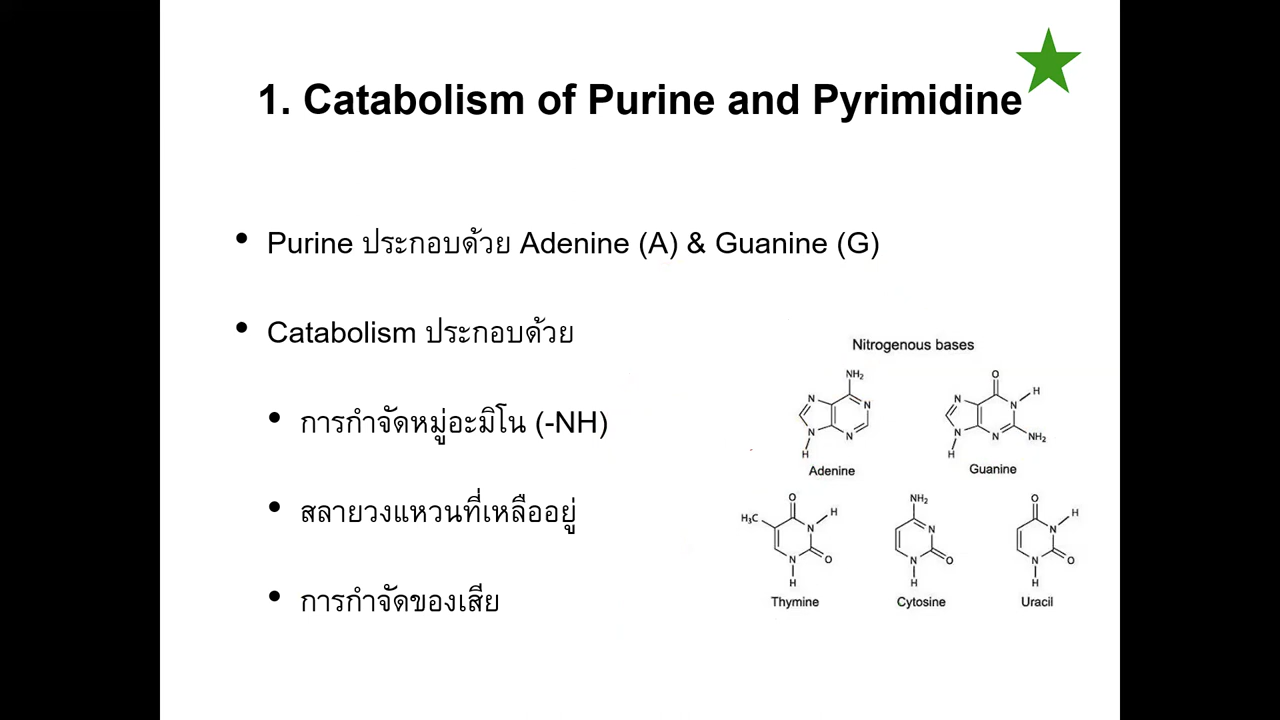 1. Catabolism of Purine and Pyrimidine
• Purine ประกอบด้วย Adenine (A) & Guanine (G)
• Catabolism ประกอบด้วย
• การกำจัดหมู่อะมิโน (-NH)
• สลายวงแหวนที่เหลืออยู่
• การกำจัดของเสีย
Nitrogenous bases
NH₂
N
N
N
N
H
Adenine
O
H
N
N
N
N
NH₂
H
Guanine
O
H₃C
H
N
N
O
H
Thymine
NH₂
N
N
O
H
Cytosine
O
H
N
N
O
H
Uracil